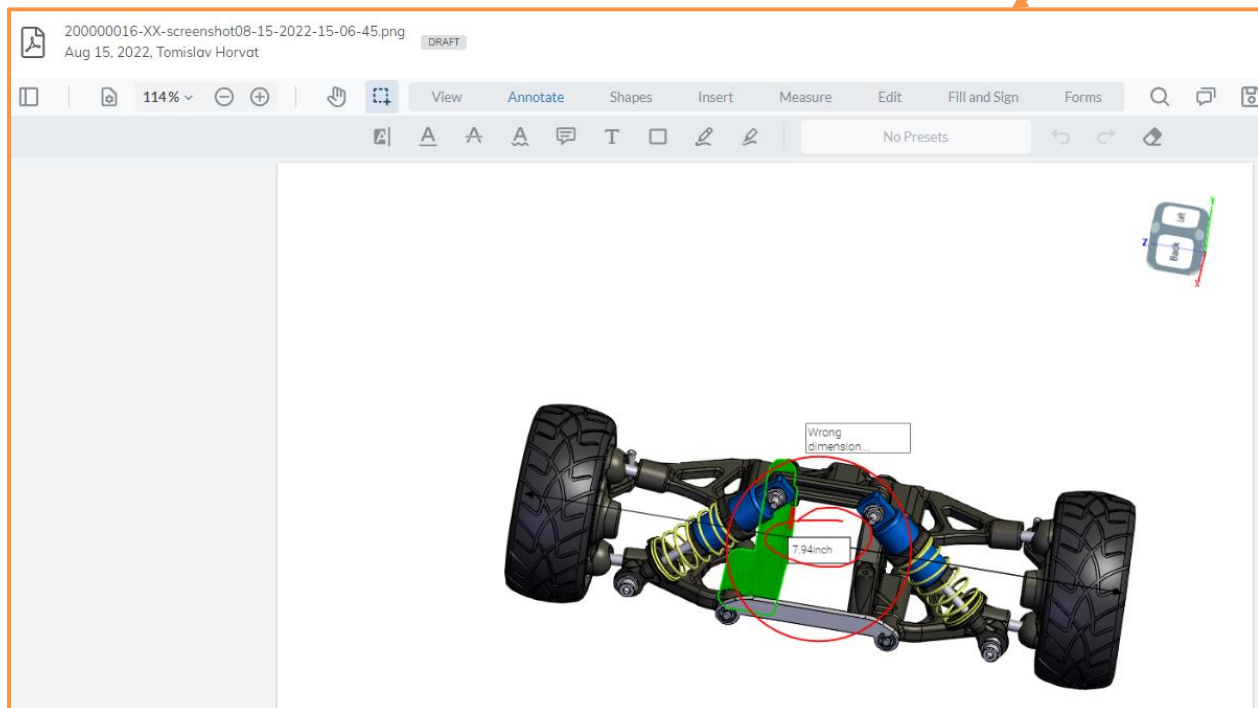 200000016-XX-screenshot08-15-2022-15-06-45.png
DRAFT
Aug 15, 2022, Tomislav Horvat
114%
View Annotate Shapes Insert Measure Edit Fill and Sign Forms
A A A A T
No Presets
Y
Z
Back
X
Wrong
dimension...
7.94inch